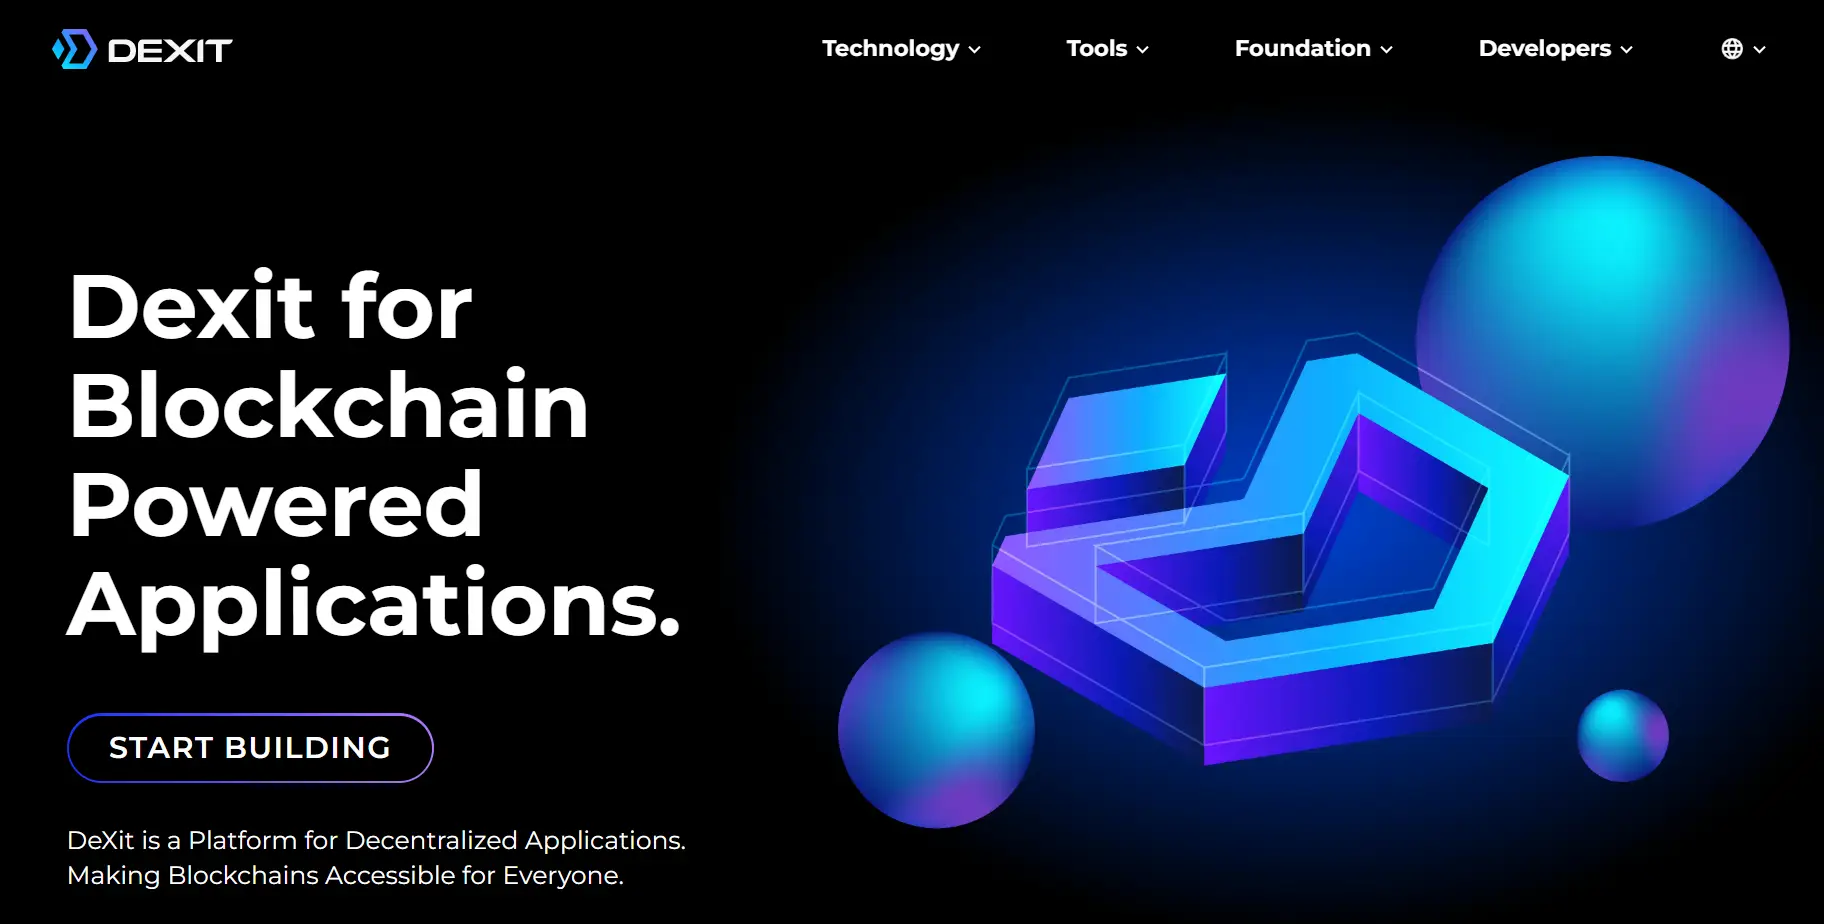 DEXIT
Technology
Tools
Foundation
Developers
Dexit for
Blockchain
Powered
Applications.
START BUILDING
DeXit is a Platform for Decentralized Applications.
Making Blockchains Accessible for Everyone.